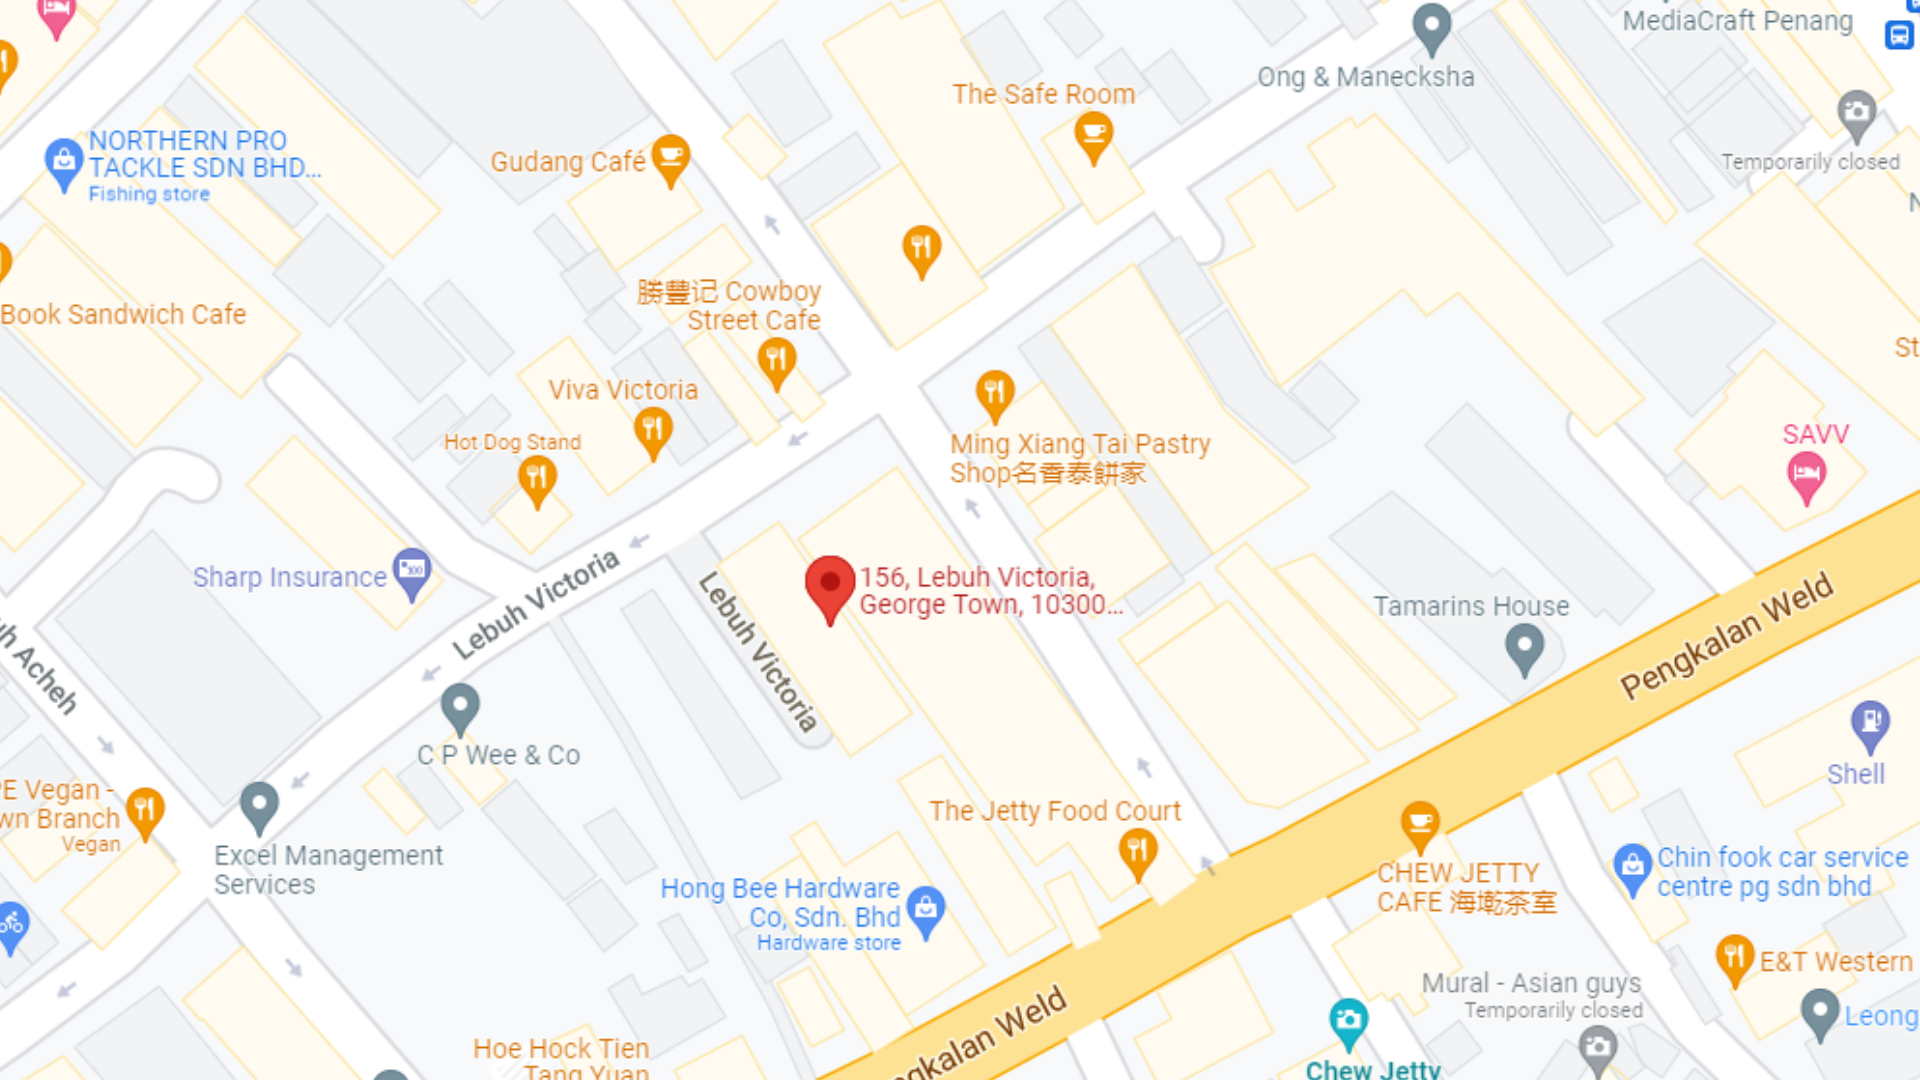 MediaCraft Penang
Ong & Manecksha
The Safe Room
NORTHERN PRO
TACKLE SDN BHD...
Fishing store
Gudang Café
Temporarily closed
勝豐记 Cowboy
Street Cafe
Book Sandwich Cafe
St
Viva Victoria
Hot Dog Stand
Ming Xiang Tai Pastry
Shop名香泰餅家
SAVV
Sharp Insurance
Lebuh Victoria
Lebuh Victoria
156, Lebuh Victoria,
George Town, 10300...
Tamarins House
Pengkalan Weld
uh Acheh
C P Wee & Co
Shell
PE Vegan -
wn Branch
Vegan
The Jetty Food Court
Excel Management
Services
CHEW JETTY
CAFE 海墘茶室
Chin fook car service
centre pg sdn bhd
Hong Bee Hardware
Co, Sdn. Bhd
Hardware store
E&T Western
Mural - Asian guys
Temporarily closed
Leong
ngkalan Weld
Hoe Hock Tien
Tang Yuan
Chew Jetty